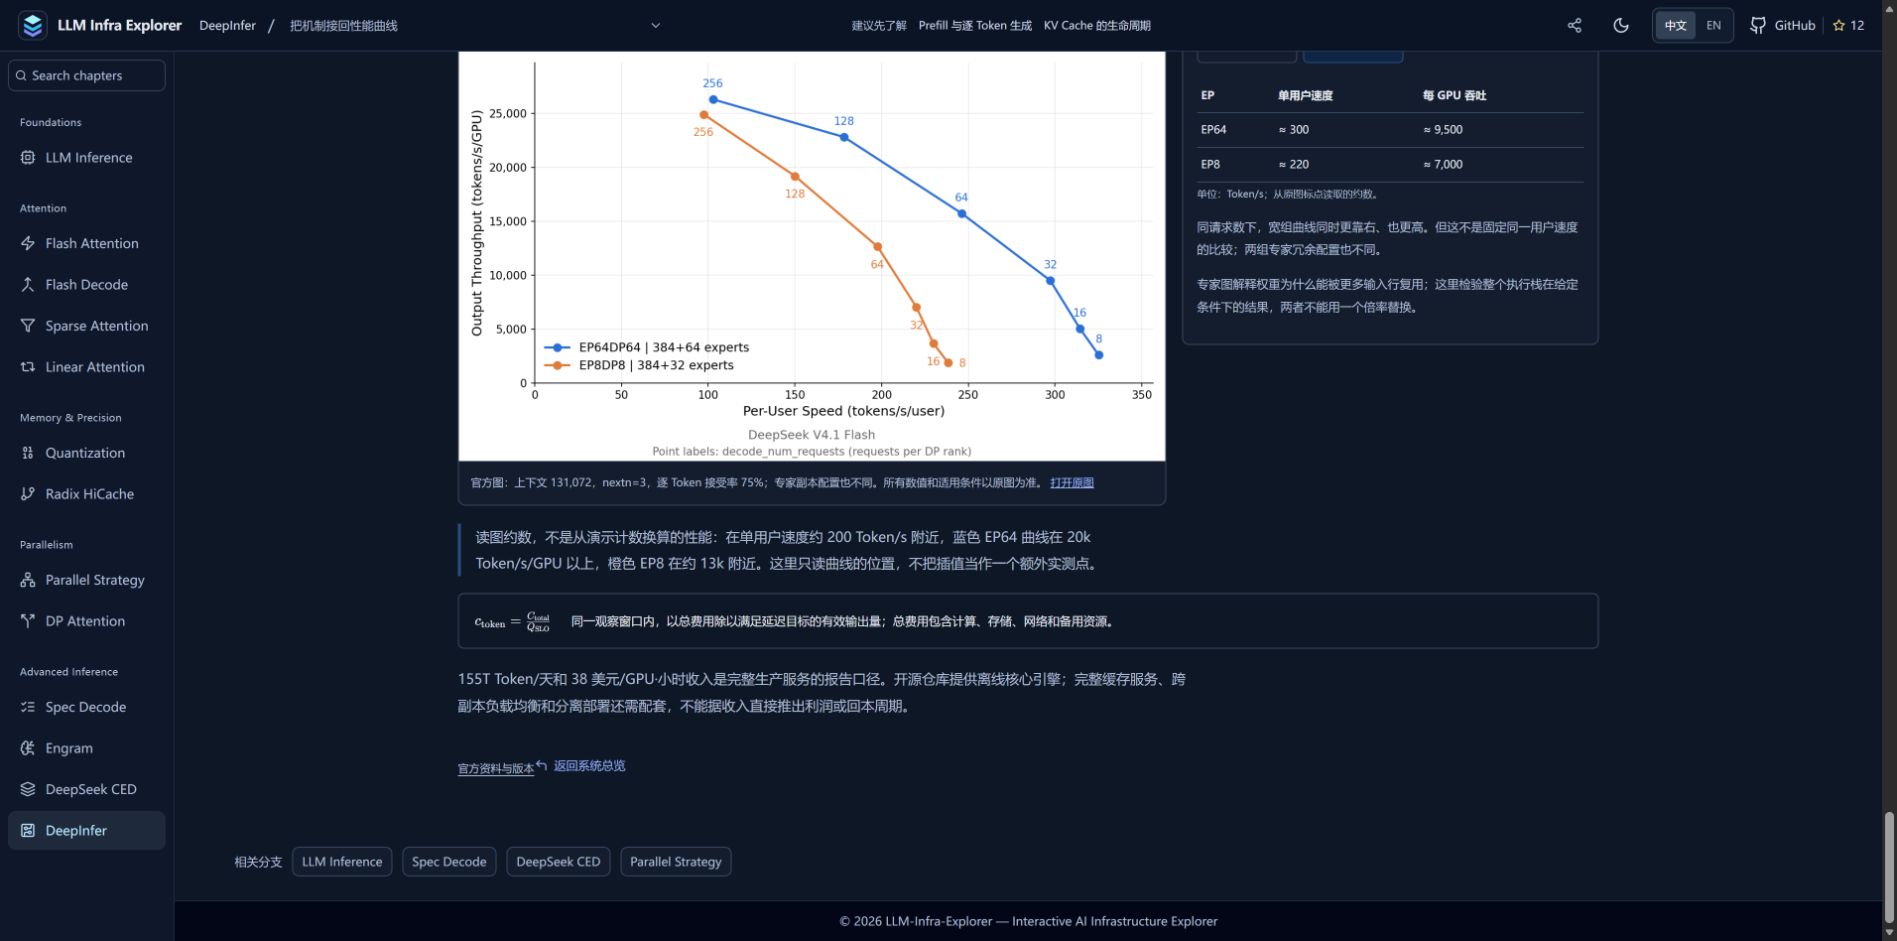 LLM Infra Explorer
DeepInfer / 把机制接回性能曲线
建议先了解 Prefill 与逐 Token 生成 KV Cache 的生命周期
中文 EN
GitHub 12
Search chapters
Foundations
LLM Inference
Attention
Flash Attention
Flash Decode
Sparse Attention
Linear Attention
Memory & Precision
Quantization
Radix HiCache
Parallelism
Parallel Strategy
DP Attention
Advanced Inference
Spec Decode
Engram
DeepSeek CED
DeepInfer
Output Throughput (tokens/s/GPU)
25,000
20,000
15,000
10,000
5,000
0
256
128
64
32
16
8
256
128
64
32
16 8
EP64DP64 | 384+64 experts
EP8DP8 | 384+32 experts
0 50 100 150 200 250 300 350
Per-User Speed (tokens/s/user)
DeepSeek V4.1 Flash
Point labels: decode_num_requests (requests per DP rank)
官方图：上下文 131,072，nextn=3，逐 Token 接受率 75%；专家副本配置也不同。所有数值和适用条件以原图为准。 打开原图
EP 单用户速度 每 GPU 吞吐
EP64 ≈ 300 ≈ 9,500
EP8 ≈ 220 ≈ 7,000
单位：Token/s；从原图标点读取的约数。
同请求数下，宽组曲线同时更靠右、也更高。但这不是固定同一用户速度
的比较；两组专家冗余配置也不同。
专家图解释权重为什么能被更多输入行复用；这里检验整个执行栈在给定
条件下的结果，两者不能用一个倍率替换。
读图约数，不是从演示计数换算的性能：在单用户速度约 200 Token/s 附近，蓝色 EP64 曲线在 20k
Token/s/GPU 以上，橙色 EP8 在约 13k 附近。这里只读曲线的位置，不把插值当作一个额外实测点。
c_token = C_total / Q_SLO 同一观察窗口内，以总费用除以满足延迟目标的有效输出量；总费用包含计算、存储、网络和备用资源。
155T Token/天和 38 美元/GPU·小时收入是完整生产服务的报告口径。开源仓库提供离线核心引擎；完整缓存服务、跨
副本负载均衡和分离部署还需配套，不能据收入直接推出利润或回本周期。
官方资料与版本 返回系统总览
相关分支 LLM Inference Spec Decode DeepSeek CED Parallel Strategy
© 2026 LLM-Infra-Explorer — Interactive AI Infrastructure Explorer